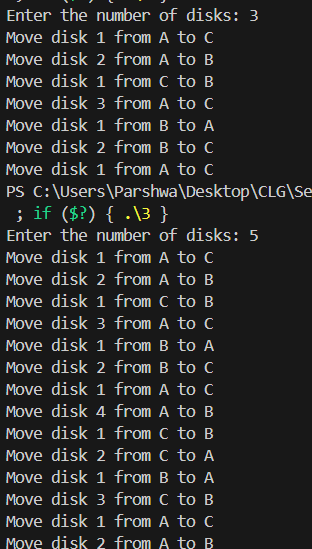 Enter the number of disks: 3
Move disk 1 from A to C
Move disk 2 from A to B
Move disk 1 from C to B
Move disk 3 from A to C
Move disk 1 from B to A
Move disk 2 from B to C
Move disk 1 from A to C
PS C:\Users\Parshwa\Desktop\CLG\Se
; if ($?) { .\3 }
Enter the number of disks: 5
Move disk 1 from A to C
Move disk 2 from A to B
Move disk 1 from C to B
Move disk 3 from A to C
Move disk 1 from B to A
Move disk 2 from B to C
Move disk 1 from A to C
Move disk 4 from A to B
Move disk 1 from C to B
Move disk 2 from C to A
Move disk 1 from B to A
Move disk 3 from C to B
Move disk 1 from A to C
Move disk 2 from A to B